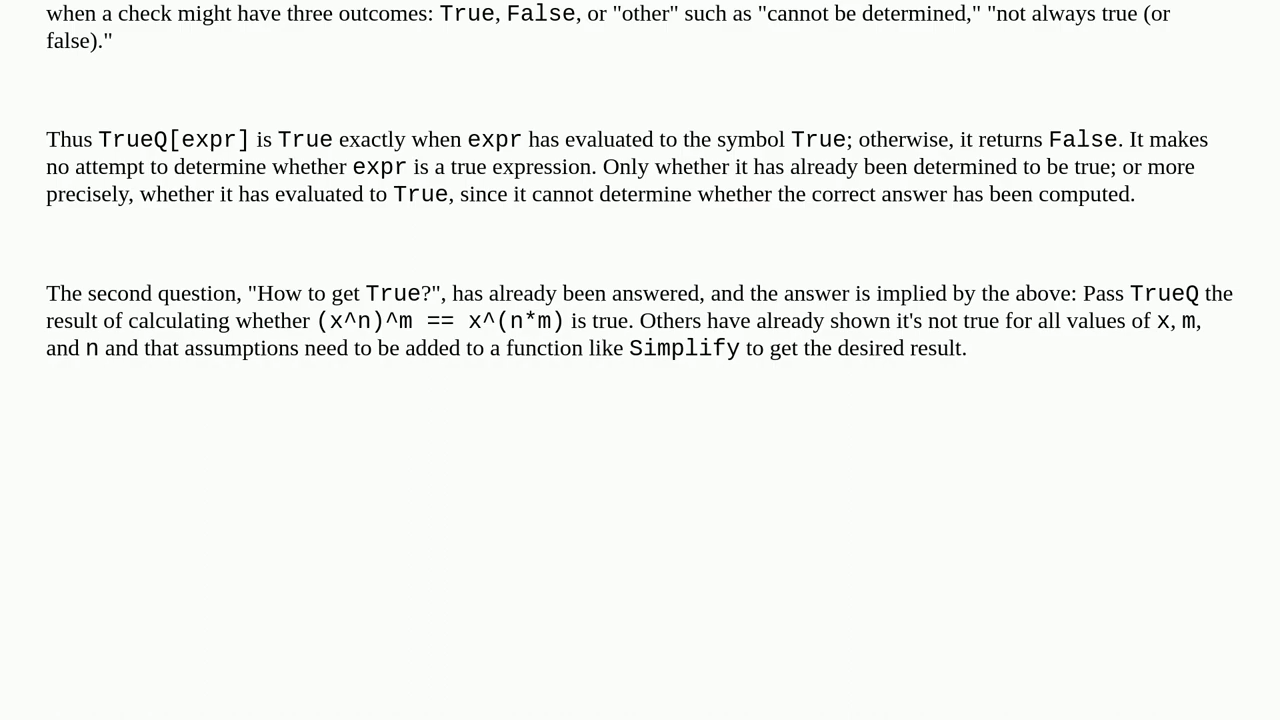 when a check might have three outcomes: True, False, or "other" such as "cannot be determined," "not always true (or
false)."
Thus TrueQ[expr] is True exactly when expr has evaluated to the symbol True; otherwise, it returns False. It makes
no attempt to determine whether expr is a true expression. Only whether it has already been determined to be true; or more
precisely, whether it has evaluated to True, since it cannot determine whether the correct answer has been computed.
The second question, "How to get True?", has already been answered, and the answer is implied by the above: Pass TrueQ the
result of calculating whether (x^n)^m == x^(n*m) is true. Others have already shown it's not true for all values of x, m,
and n and that assumptions need to be added to a function like Simplify to get the desired result.